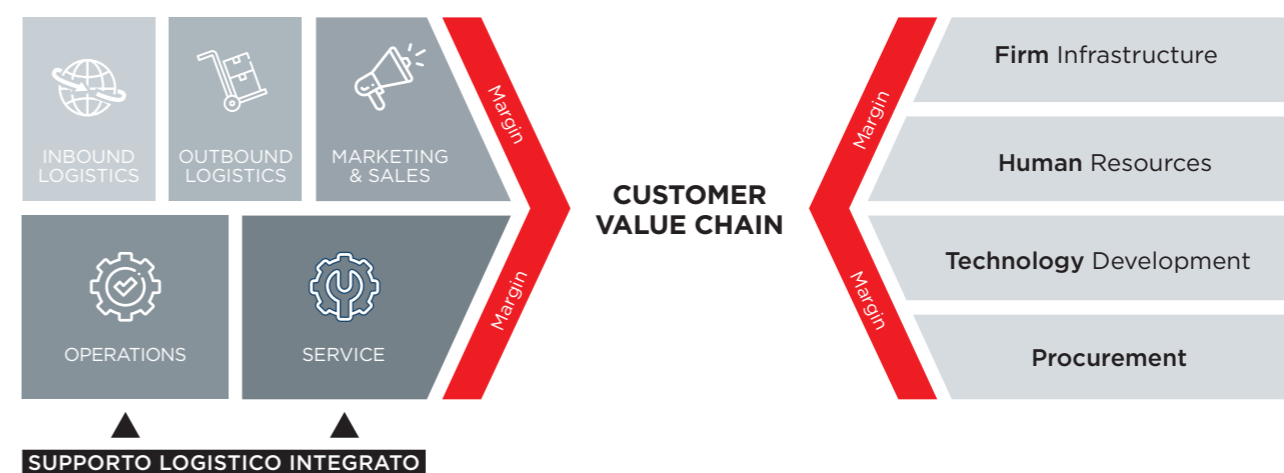 INBOUND
LOGISTICS
OUTBOUND
LOGISTICS
MARKETING
& SALES
OPERATIONS
SERVICE
SUPPORTO LOGISTICO INTEGRATO
Margin
Margin
CUSTOMER
VALUE CHAIN
Margin
Margin
Firm Infrastructure
Human Resources
Technology Development
Procurement